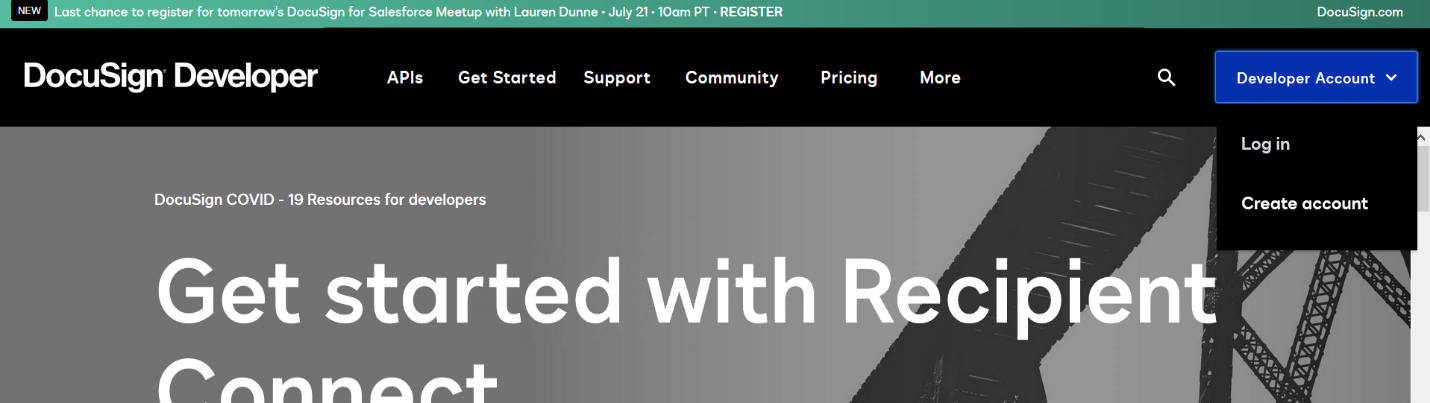 NEW Last chance to register for tomorrow's DocuSign for Salesforce Meetup with Lauren Dunne • July 21 • 10am PT • REGISTER DocuSign.com
DocuSign Developer APIs Get Started Support Community Pricing More Developer Account
Log in
Create account
DocuSign COVID - 19 Resources for developers
Get started with Recipient
Connect